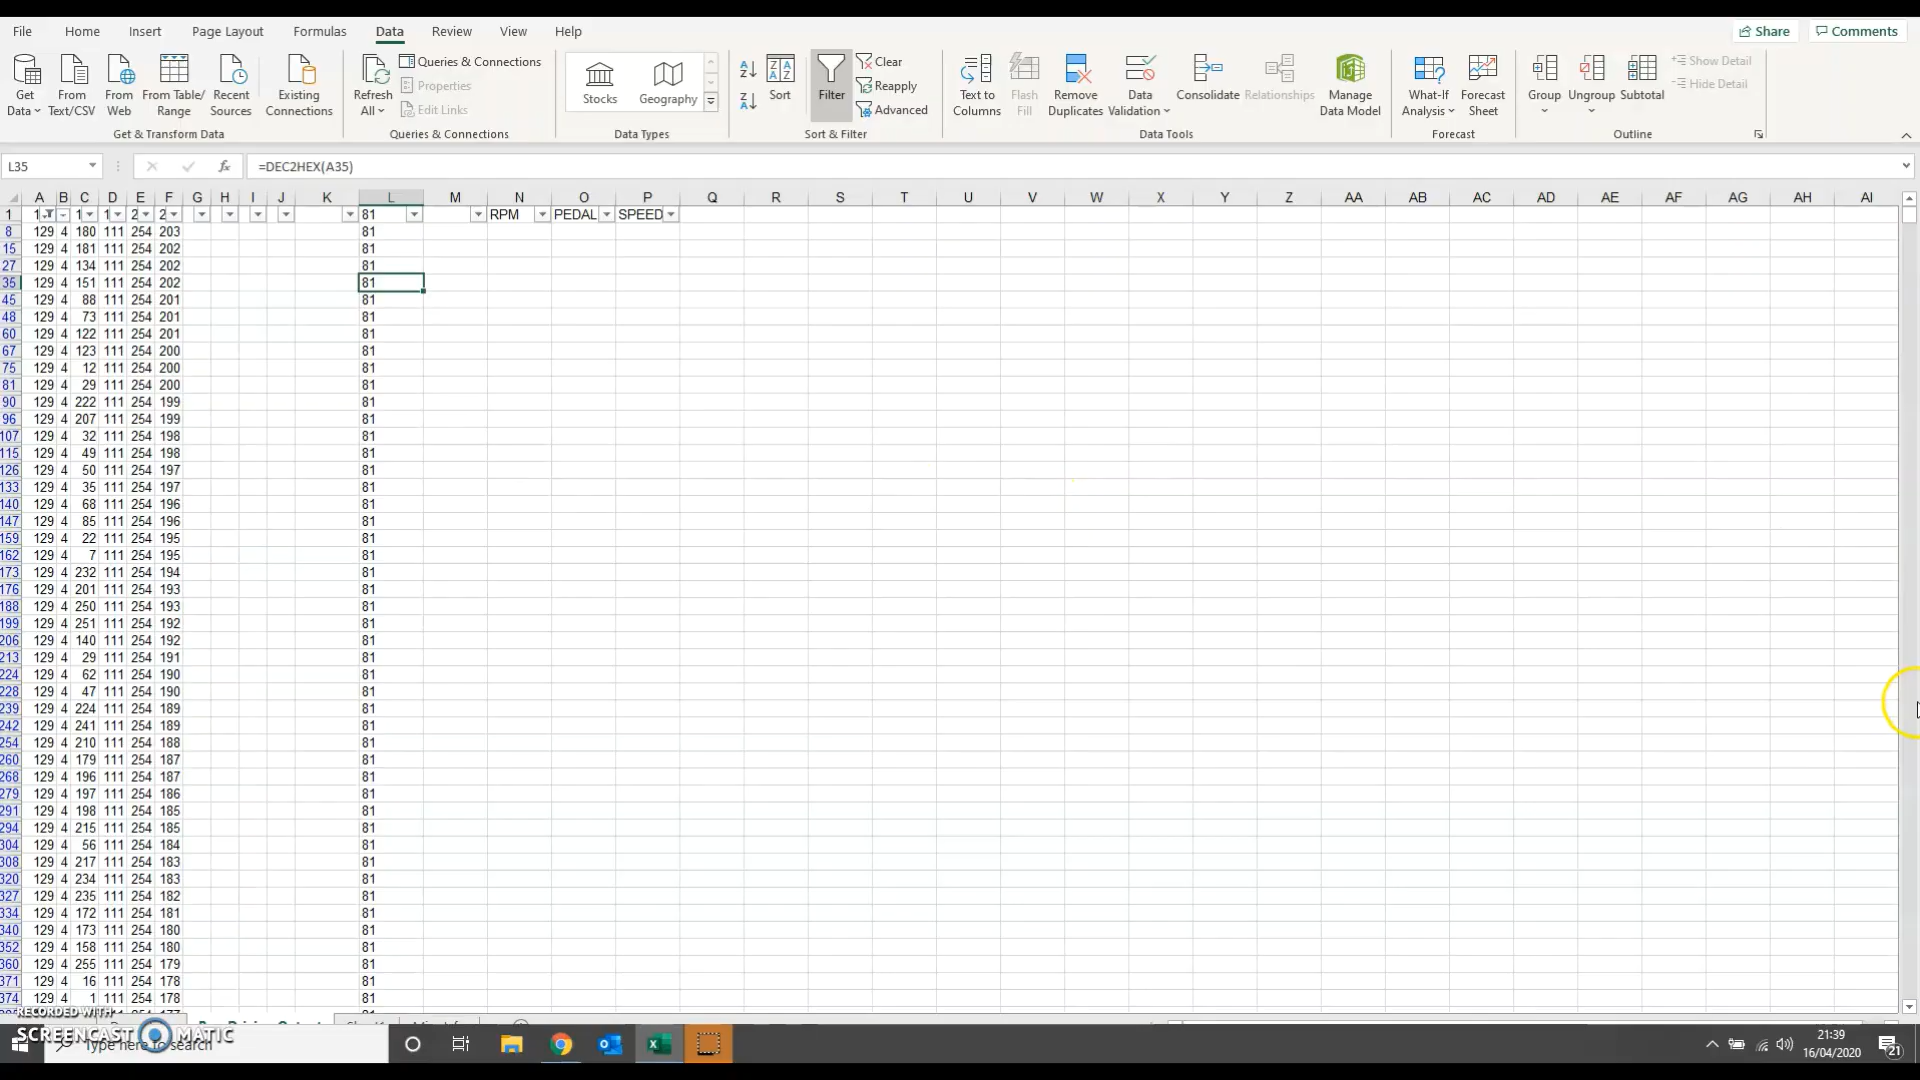 File Home Insert Page Layout Formulas Data Review View Help Share Comments
Get Data From Text/CSV From Web From Table/ Range Recent Sources Existing Connections
Get & Transform Data
Refresh All Queries & Connections Properties Edit Links
Queries & Connections
Stocks Geography
Data Types
Sort Filter Clear Reapply Advanced
Sort & Filter
Text to Columns Flash Fill Remove Duplicates Data Validation Consolidate Relationships Manage Data Model
Data Tools
What-If Analysis Forecast Sheet
Forecast
Group Ungroup Subtotal Show Detail Hide Detail
Outline
L35 fx =DEC2HEX(A35)
A B C D E F G H I J K L M N O P Q R S T U V W X Y Z AA AB AC AD AE AF AG AH AI
1 1 1 1 2 2 81 RPM PEDAL SPEED
8 129 4 180 111 254 203 81
15 129 4 181 111 254 202 81
27 129 4 134 111 254 202 81
35 129 4 151 111 254 202 81
45 129 4 88 111 254 201 81
48 129 4 73 111 254 201 81
60 129 4 122 111 254 201 81
67 129 4 123 111 254 200 81
75 129 4 12 111 254 200 81
81 129 4 29 111 254 200 81
90 129 4 222 111 254 199 81
96 129 4 207 111 254 199 81
107 129 4 32 111 254 198 81
115 129 4 49 111 254 198 81
126 129 4 50 111 254 197 81
133 129 4 35 111 254 197 81
140 129 4 68 111 254 196 81
147 129 4 85 111 254 196 81
159 129 4 22 111 254 195 81
162 129 4 7 111 254 195 81
173 129 4 232 111 254 194 81
176 129 4 201 111 254 193 81
188 129 4 250 111 254 193 81
199 129 4 251 111 254 192 81
206 129 4 140 111 254 192 81
213 129 4 29 111 254 191 81
224 129 4 62 111 254 190 81
228 129 4 47 111 254 190 81
239 129 4 224 111 254 189 81
242 129 4 241 111 254 189 81
254 129 4 210 111 254 188 81
260 129 4 179 111 254 187 81
268 129 4 196 111 254 187 81
279 129 4 197 111 254 186 81
291 129 4 198 111 254 185 81
294 129 4 215 111 254 185 81
304 129 4 56 111 254 184 81
308 129 4 217 111 254 183 81
320 129 4 234 111 254 183 81
327 129 4 235 111 254 182 81
334 129 4 172 111 254 181 81
340 129 4 173 111 254 180 81
352 129 4 158 111 254 180 81
360 129 4 255 111 254 179 81
371 129 4 16 111 254 178 81
374 129 4 1 111 254 178 81
RECORDED WITH
SCREENCAST MATIC
Type here to search
21:39
16/04/2020
21